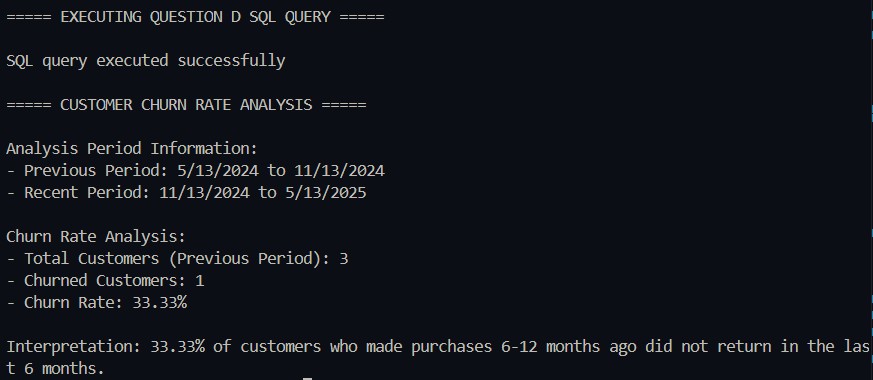 ===== EXECUTING QUESTION D SQL QUERY =====
SQL query executed successfully
===== CUSTOMER CHURN RATE ANALYSIS =====
Analysis Period Information:
- Previous Period: 5/13/2024 to 11/13/2024
- Recent Period: 11/13/2024 to 5/13/2025
Churn Rate Analysis:
- Total Customers (Previous Period): 3
- Churned Customers: 1
- Churn Rate: 33.33%
Interpretation: 33.33% of customers who made purchases 6-12 months ago did not return in the las
t 6 months.